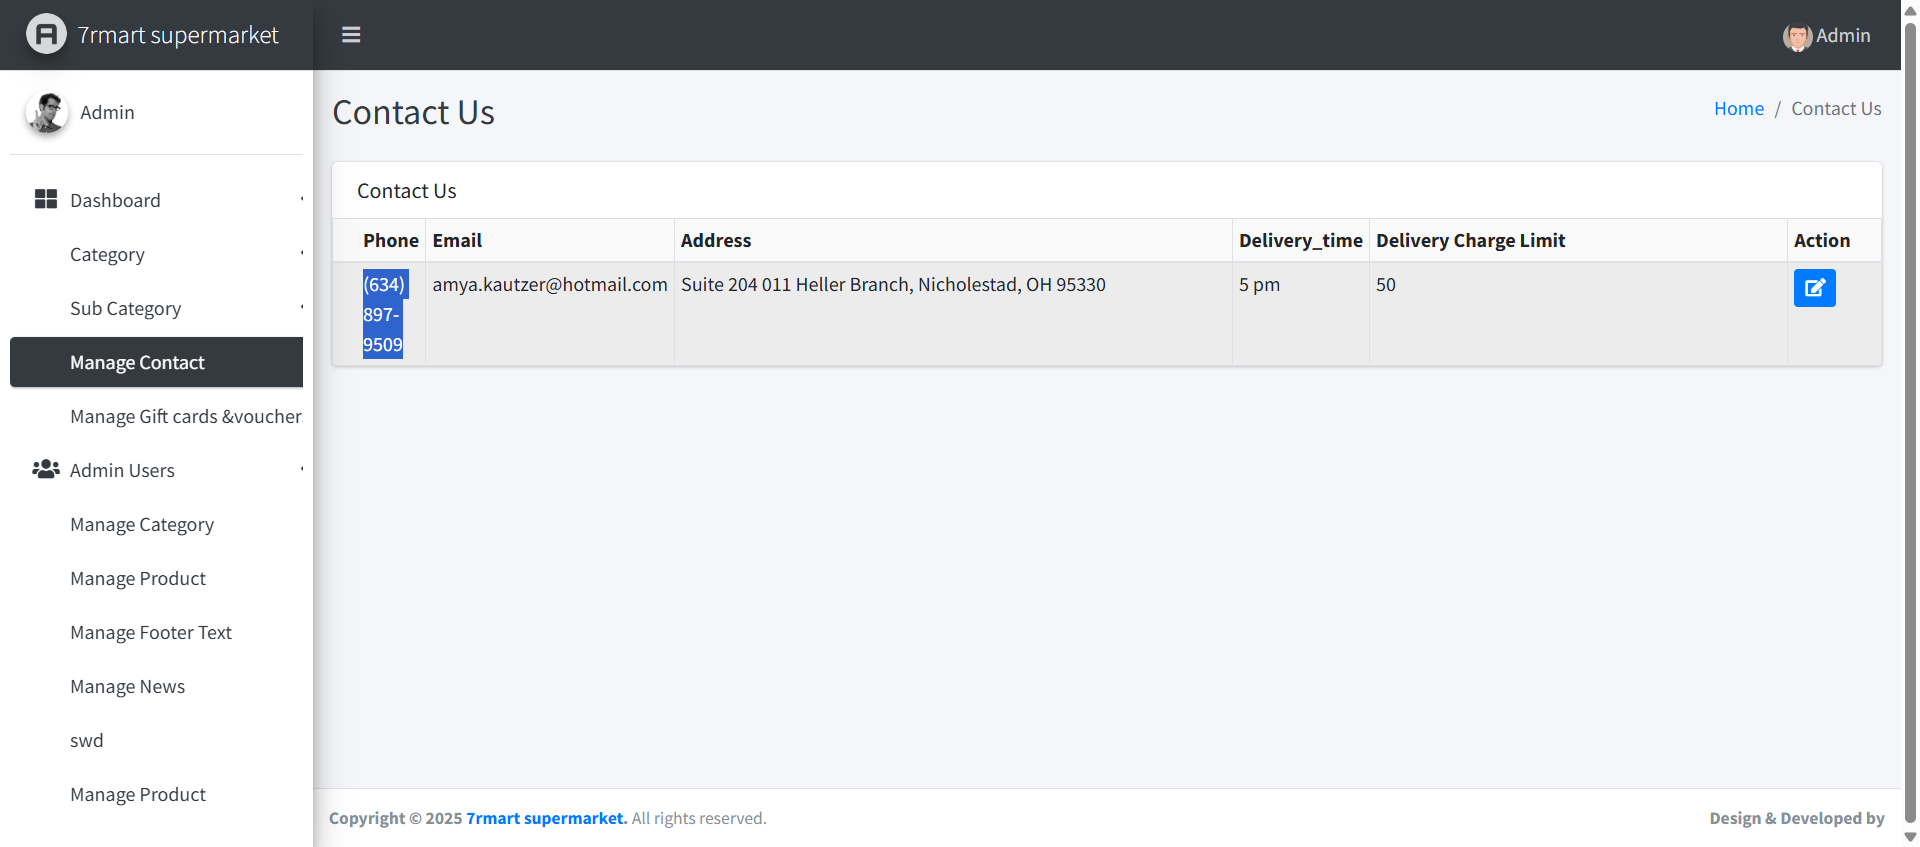 7rmart supermarket
Admin
Admin
Dashboard
Category
Sub Category
Manage Contact
Manage Gift cards &voucher
Admin Users
Manage Category
Manage Product
Manage Footer Text
Manage News
swd
Manage Product
Contact Us
Home / Contact Us
Contact Us
Phone Email Address Delivery_time Delivery Charge Limit Action
(634) amya.kautzer@hotmail.com Suite 204 011 Heller Branch, Nicholestad, OH 95330 5 pm 50
897-
9509
Copyright © 2025 7rmart supermarket. All rights reserved.
Design & Developed by